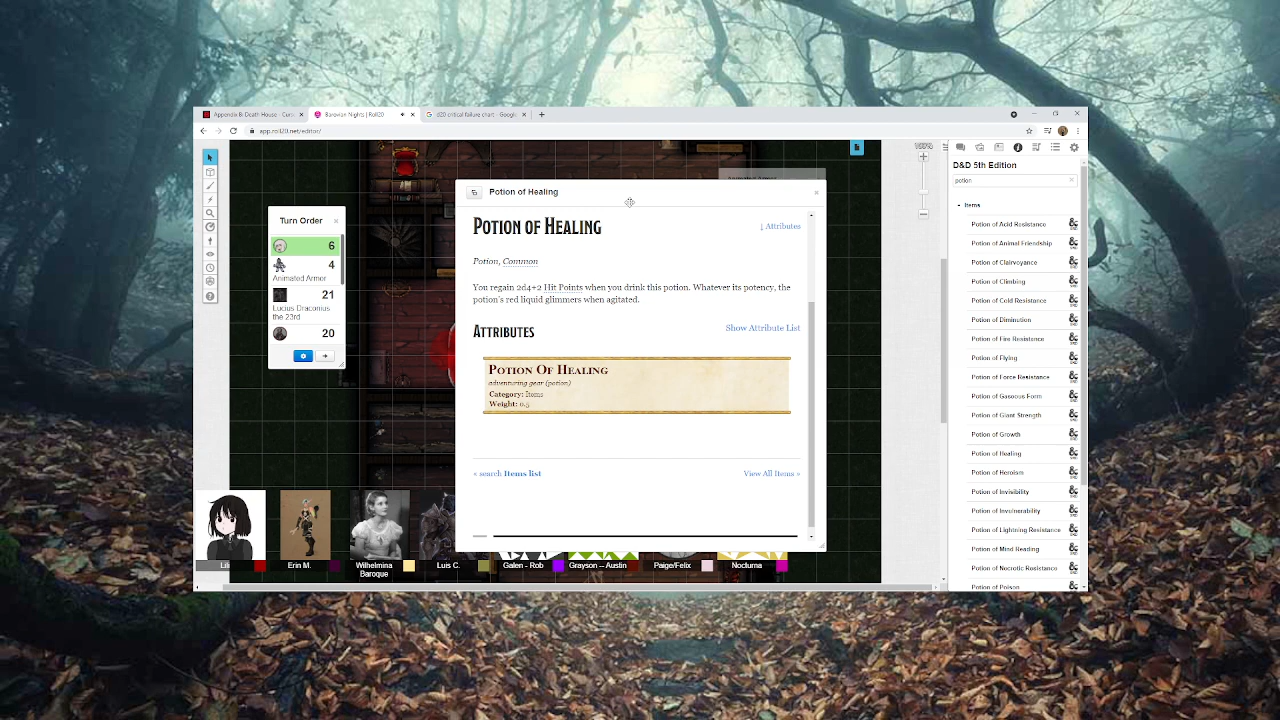 Appendix B: Death House - Curs
Barovian Nights | Roll20
d20 critical failure chart - Google
app.roll20.net/editor/
Turn Order
6
4
Animated Armor
21
Lucius Dracomus
the 23rd
20
Potion of Healing
Potion of Healing
↓ Attributes
Potion, Common
You regain 2d4+2 Hit Points when you drink this potion. Whatever its potency, the
potion's red liquid glimmers when agitated.
Attributes
Show Attribute List
Potion Of Healing
adventuring gear (potion)
Category: Items
Weight: 0.5
« search Items list
View All Items »
Erin M.
Wilhelmina
Baroque
Luis C.
Galen - Rob
Grayson -- Austin
Paige/Felix
Nocturna
D&D 5th Edition
potion
Items
Potion of Acid Resistance
Potion of Animal Friendship
Potion of Clairvoyance
Potion of Climbing
Potion of Cold Resistance
Potion of Diminution
Potion of Fire Resistance
Potion of Flying
Potion of Force Resistance
Potion of Gaseous Form
Potion of Giant Strength
Potion of Growth
Potion of Healing
Potion of Heroism
Potion of Invisibility
Potion of Invulnerability
Potion of Lightning Resistance
Potion of Mind Reading
Potion of Necrotic Resistance
Potion of Poison